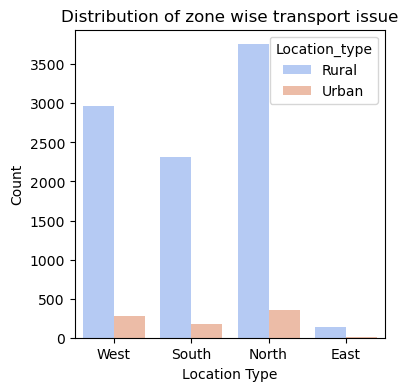 Distribution of zone wise transport issue
Location_type
Rural
Urban
3500
3000
2500
2000
1500
1000
500
0
Count
West South North East
Location Type